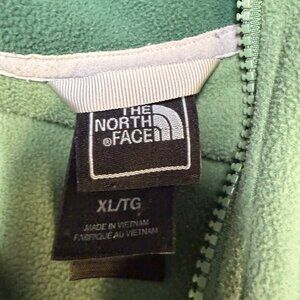 THE
NORTH
®FACE
XL/TG
MADE IN VIETNAM
FABRIQUÉ AU VIETNAM